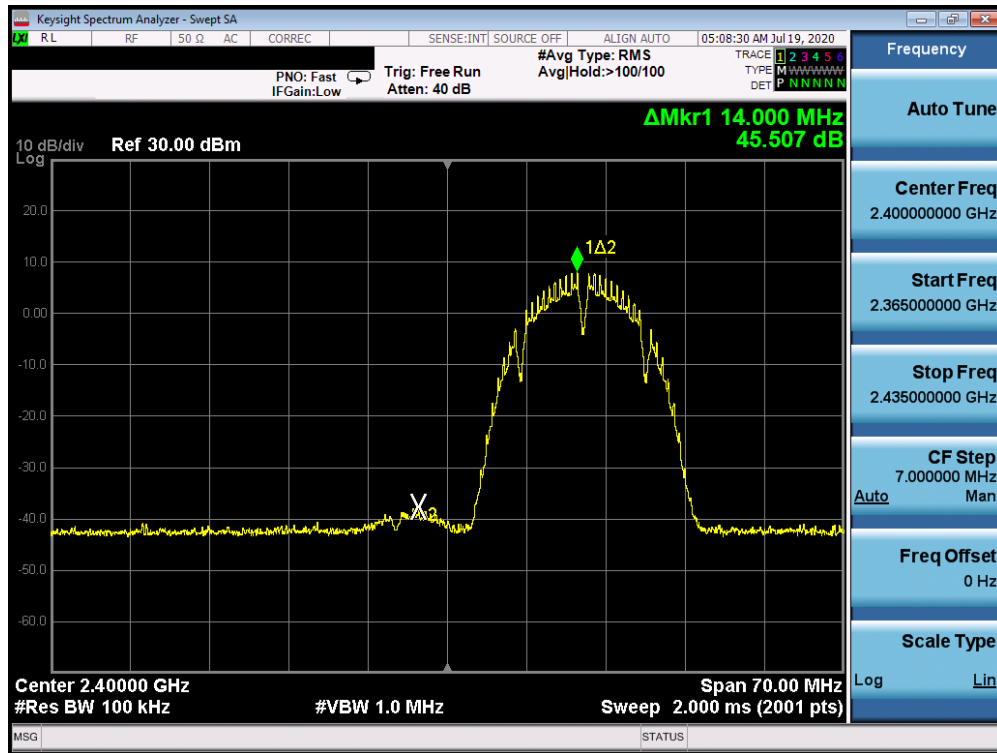 Keysight Spectrum Analyzer - Swept SA
LXI RL RF 50 Ω AC CORREC SENSE:INT SOURCE OFF ALIGN AUTO 05:08:30 AM Jul 19, 2020
Frequency
#Avg Type: RMS
TRACE 1 2 3 4 5 6
PNO: Fast Trig: Free Run Avg|Hold:>100/100
TYPE M WWWWW
IFGain:Low Atten: 40 dB
DET P N N N N N
ΔMkr1 14.000 MHz
45.507 dB
10 dB/div Ref 30.00 dBm
Log
20.0
10.0
0.00
-10.0
-20.0
-30.0
-40.0
-50.0
-60.0
1Δ2
Center 2.40000 GHz Span 70.00 MHz
#Res BW 100 kHz #VBW 1.0 MHz Sweep 2.000 ms (2001 pts)
MSG STATUS
Auto Tune
Center Freq
2.400000000 GHz
Start Freq
2.365000000 GHz
Stop Freq
2.435000000 GHz
CF Step
7.000000 MHz
Auto Man
Freq Offset
0 Hz
Scale Type
Log Lin